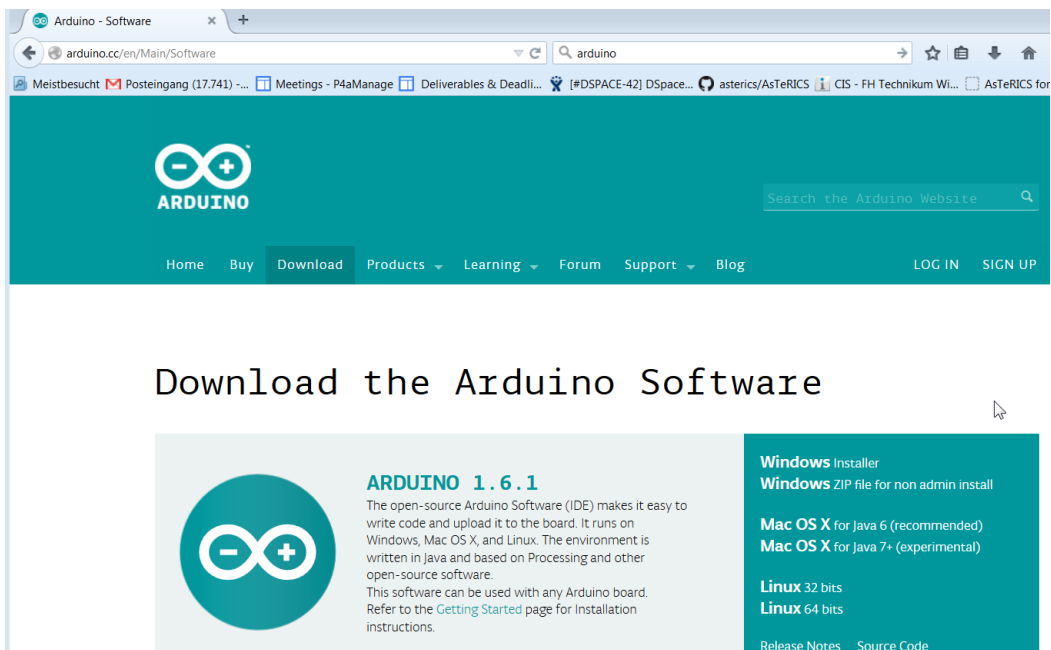 Arduino - Software
arduino.cc/en/Main/Software
arduino
Meistbesucht Posteingang (17.741) -... Meetings - P4aManage Deliverables & Deadli... [#DSPACE-42] DSpace... asterics/AsTeRICS CIS - FH Technikum Wi... AsTeRICS for
ARDUINO
Search the Arduino Website
Home Buy Download Products Learning Forum Support Blog LOG IN SIGN UP
Download the Arduino Software
ARDUINO 1.6.1
The open-source Arduino Software (IDE) makes it easy to
write code and upload it to the board. It runs on
Windows, Mac OS X, and Linux. The environment is
written in Java and based on Processing and other
open-source software.
This software can be used with any Arduino board.
Refer to the Getting Started page for Installation
instructions.
Windows Installer
Windows ZIP file for non admin install
Mac OS X for Java 6 (recommended)
Mac OS X for Java 7+ (experimental)
Linux 32 bits
Linux 64 bits
Release Notes Source Code